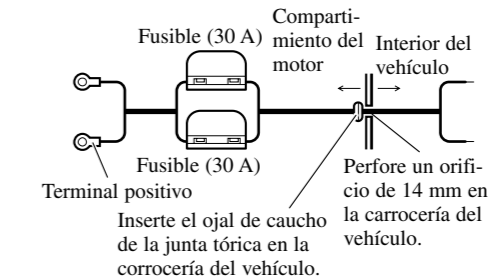 Fusible (30 A)
Comparti-
miento del
motor
Interior del
vehículo
Fusible (30 A)
Terminal positivo
Inserte el ojal de caucho
de la junta tórica en la
corrocería del vehículo.
Perfore un orifi-
cio de 14 mm en
la carrocería del
vehículo.